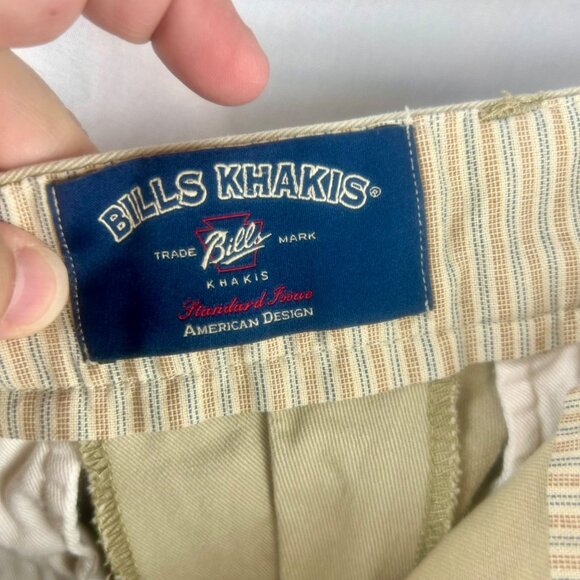 BILLS KHAKIS®
TRADE Bills MARK
KHAKIS
Standard Issue
AMERICAN DESIGN